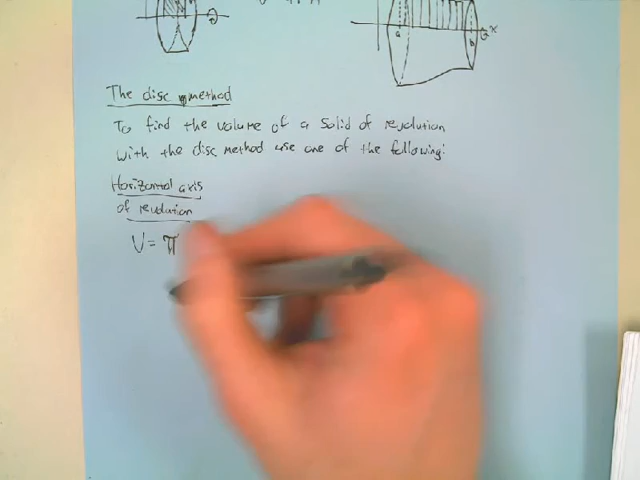 a
b
x
The disc method
To find the volume of a solid of revolution
with the disc method use one of the following:
Horizontal axis
of revolution
V = π